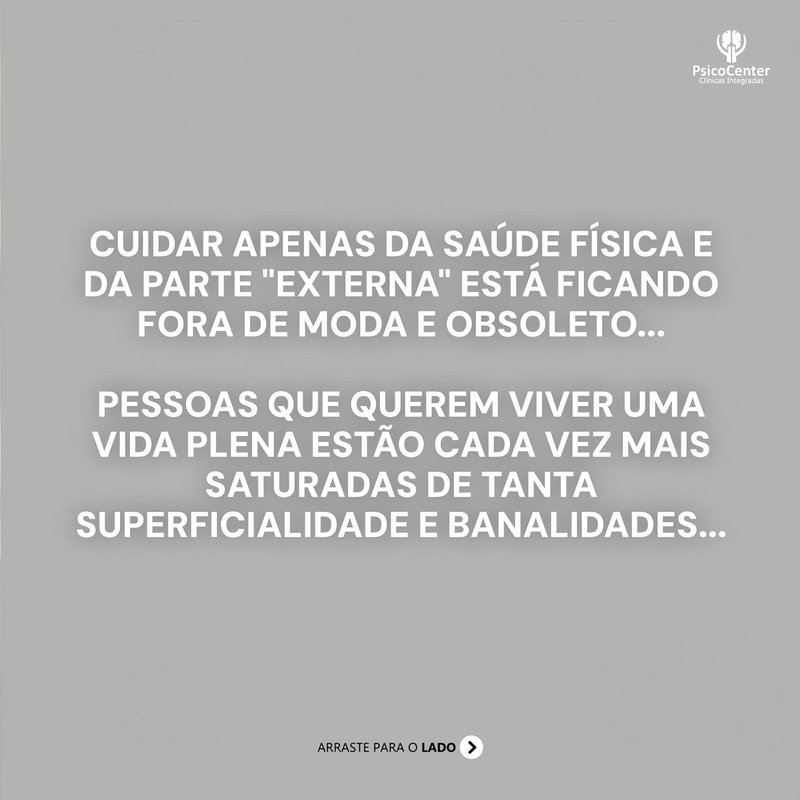 PsicoCenter
Clínicas Integradas
CUIDAR APENAS DA SAÚDE FÍSICA E
DA PARTE "EXTERNA" ESTÁ FICANDO
FORA DE MODA E OBSOLETO...
PESSOAS QUE QUEREM VIVER UMA
VIDA PLENA ESTÃO CADA VEZ MAIS
SATURADAS DE TANTA
SUPERFICIALIDADE E BANALIDADES...
ARRASTE PARA O LADO